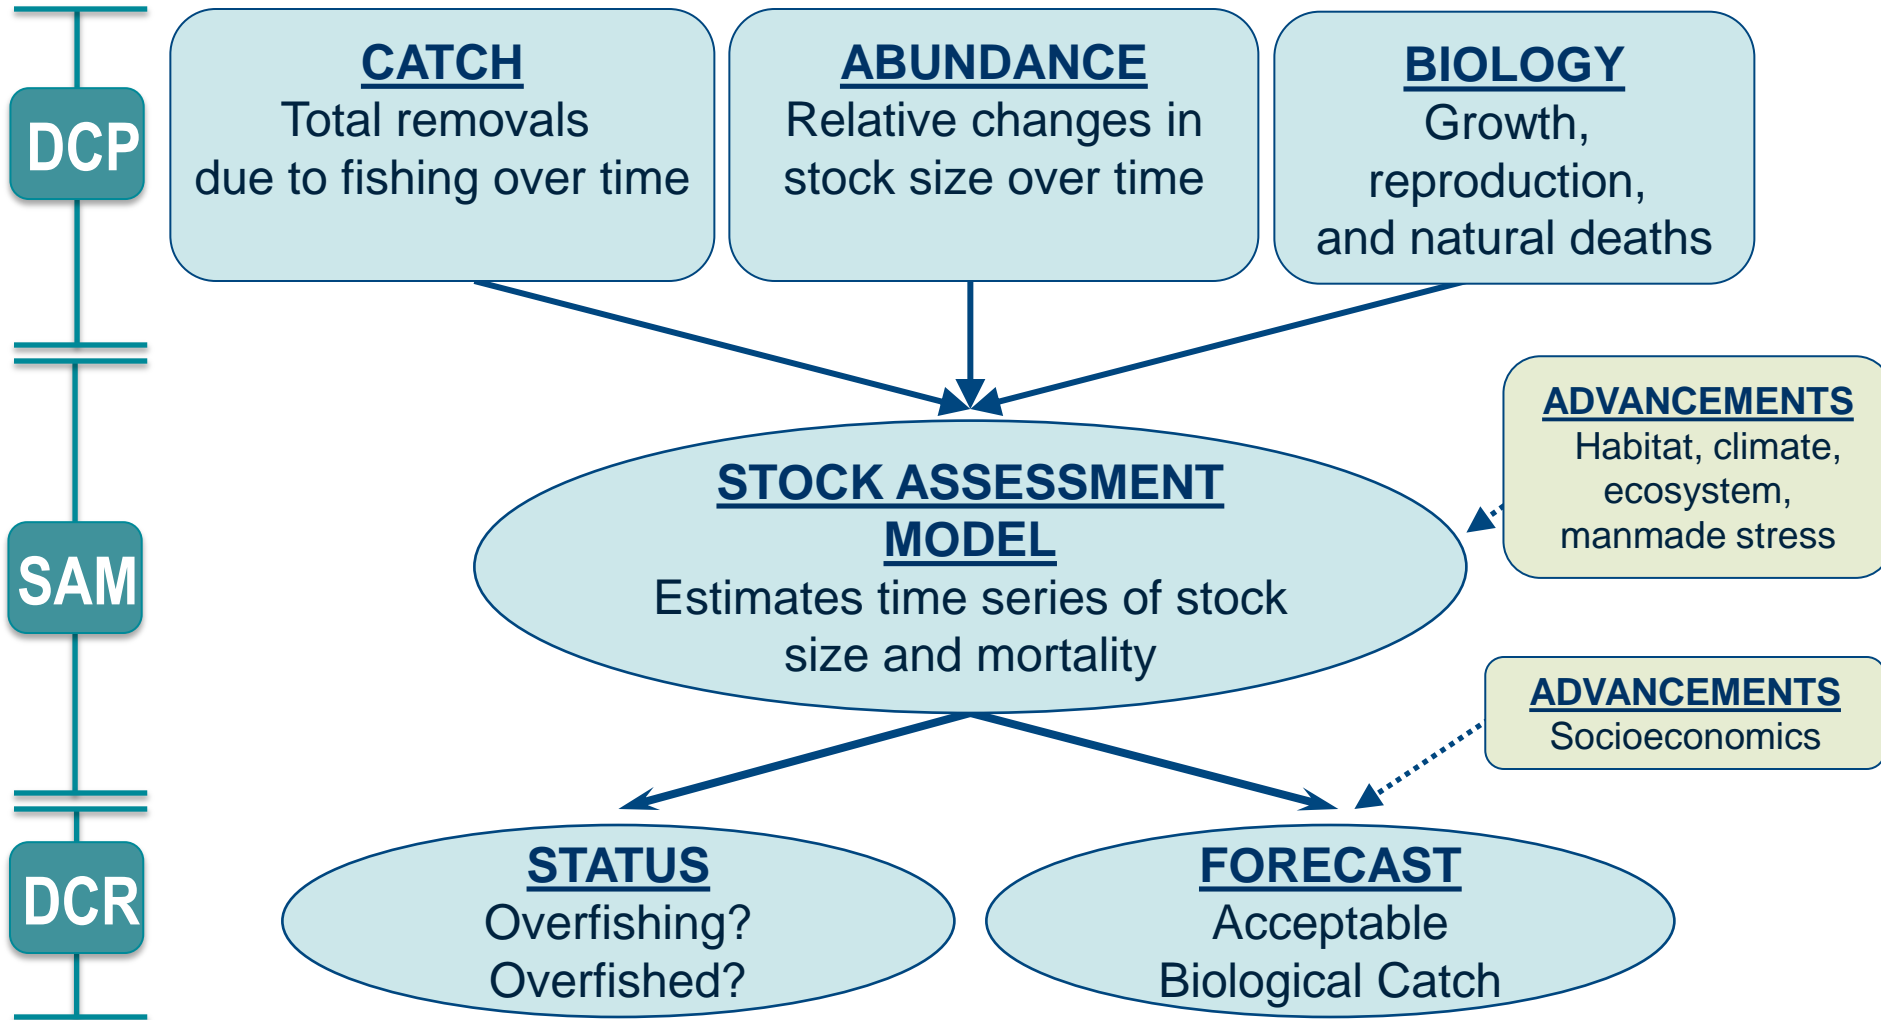 DCP
CATCH
Total removals
due to fishing over time
ABUNDANCE
Relative changes in
stock size over time
BIOLOGY
Growth,
reproduction,
and natural deaths
SAM
STOCK ASSESSMENT
MODEL
Estimates time series of stock
size and mortality
ADVANCEMENTS
Habitat, climate,
ecosystem,
manmade stress
ADVANCEMENTS
Socioeconomics
DCR
STATUS
Overfishing?
Overfished?
FORECAST
Acceptable
Biological Catch